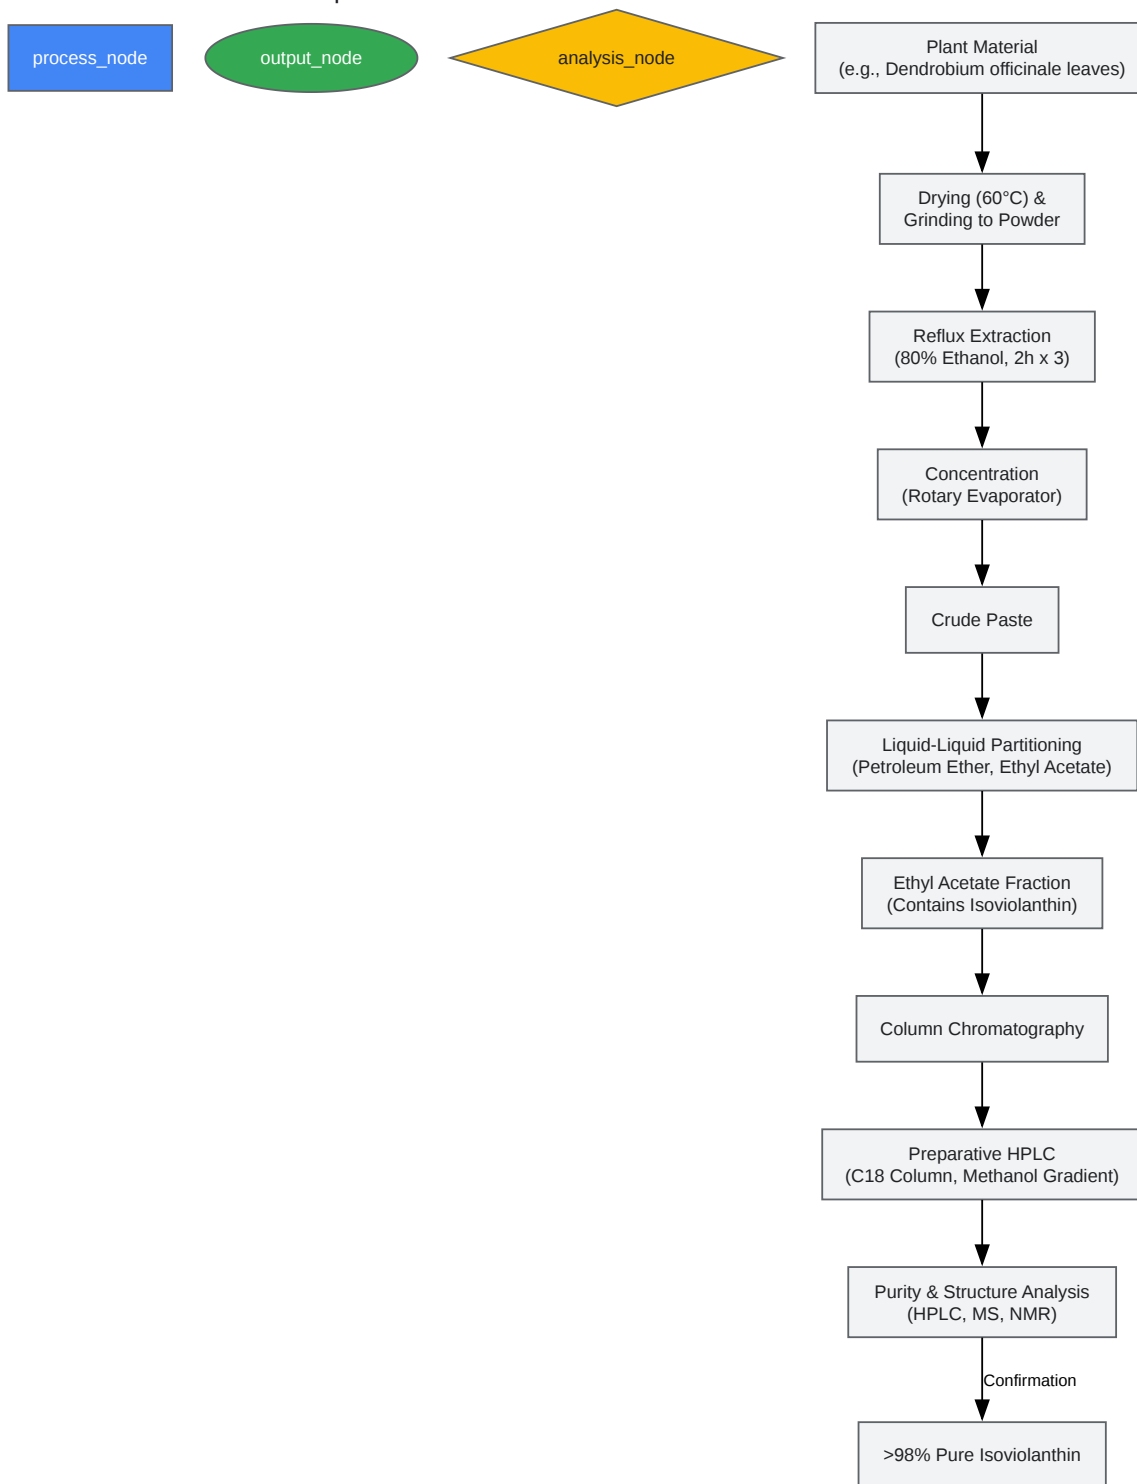 process_node
output_node
analysis_node
Plant Material
(e.g., Dendrobium officinale leaves)
Drying (60°C) &
Grinding to Powder
Reflux Extraction
(80% Ethanol, 2h x 3)
Concentration
(Rotary Evaporator)
Crude Paste
Liquid-Liquid Partitioning
(Petroleum Ether, Ethyl Acetate)
Ethyl Acetate Fraction
(Contains Isoviolanthin)
Column Chromatography
Preparative HPLC
(C18 Column, Methanol Gradient)
Purity & Structure Analysis
(HPLC, MS, NMR)
Confirmation
>98% Pure Isoviolanthin